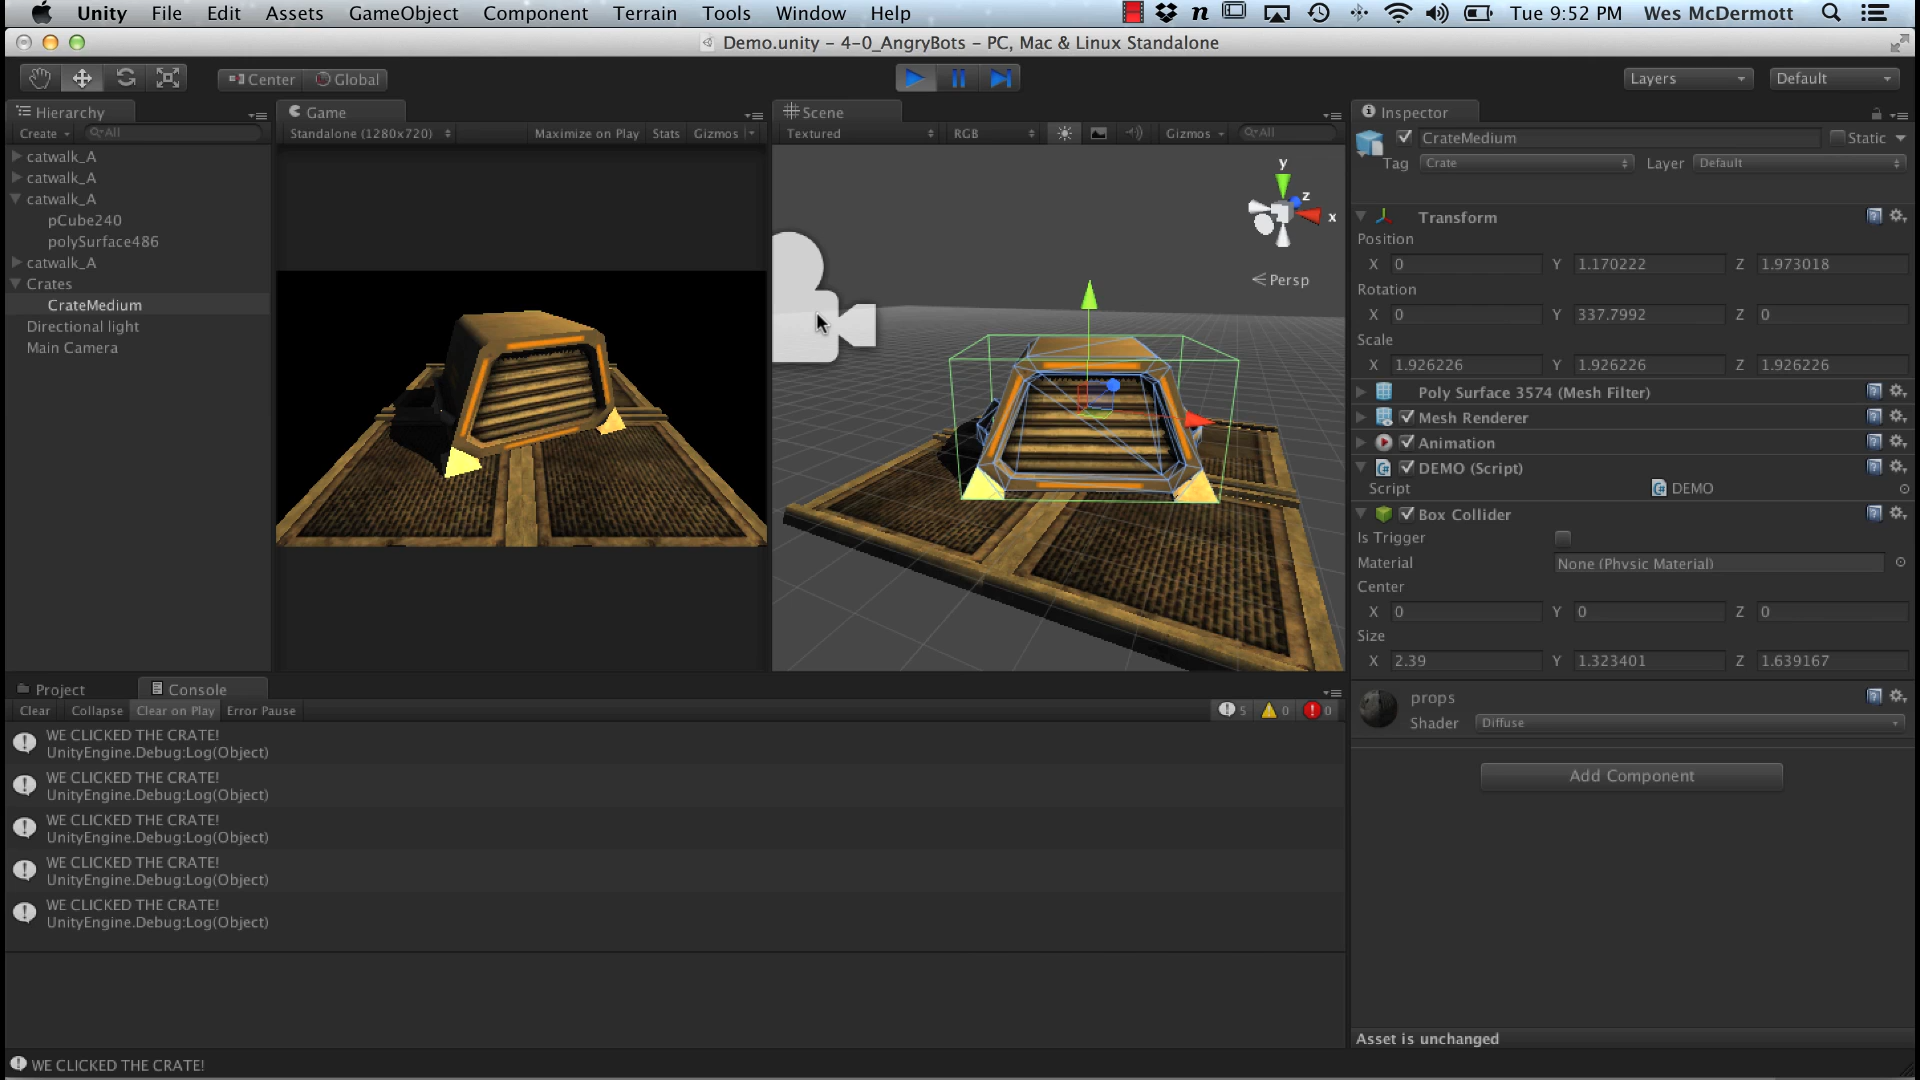 Unity File Edit Assets GameObject Component Terrain Tools Window Help Tue 9:52 PM Wes McDermott
Demo.unity – 4-0_AngryBots – PC, Mac & Linux Standalone
Center Global Layers Default
Hierarchy
Create All
catwalk_A
catwalk_A
catwalk_A
pCube240
polySurface486
catwalk_A
Crates
CrateMedium
Directional light
Main Camera
Game
Standalone (1280x720) Maximize on Play Stats Gizmos
Scene
Textured RGB Gizmos All
y
z
x
Persp
Inspector
CrateMedium Static
Tag Crate Layer Default
Transform
Position
X 0 Y 1.170222 Z 1.973018
Rotation
X 0 Y 337.7992 Z 0
Scale
X 1.926226 Y 1.926226 Z 1.926226
Poly Surface 3574 (Mesh Filter)
Mesh Renderer
Animation
DEMO (Script)
Script DEMO
Box Collider
Is Trigger
Material None (Physic Material)
Center
X 0 Y 0 Z 0
Size
X 2.39 Y 1.323401 Z 1.639167
props
Shader Diffuse
Add Component
Asset is unchanged
Project Console
Clear Collapse Clear on Play Error Pause 5 0 0
WE CLICKED THE CRATE!
UnityEngine.Debug:Log(Object)
WE CLICKED THE CRATE!
UnityEngine.Debug:Log(Object)
WE CLICKED THE CRATE!
UnityEngine.Debug:Log(Object)
WE CLICKED THE CRATE!
UnityEngine.Debug:Log(Object)
WE CLICKED THE CRATE!
UnityEngine.Debug:Log(Object)
WE CLICKED THE CRATE!